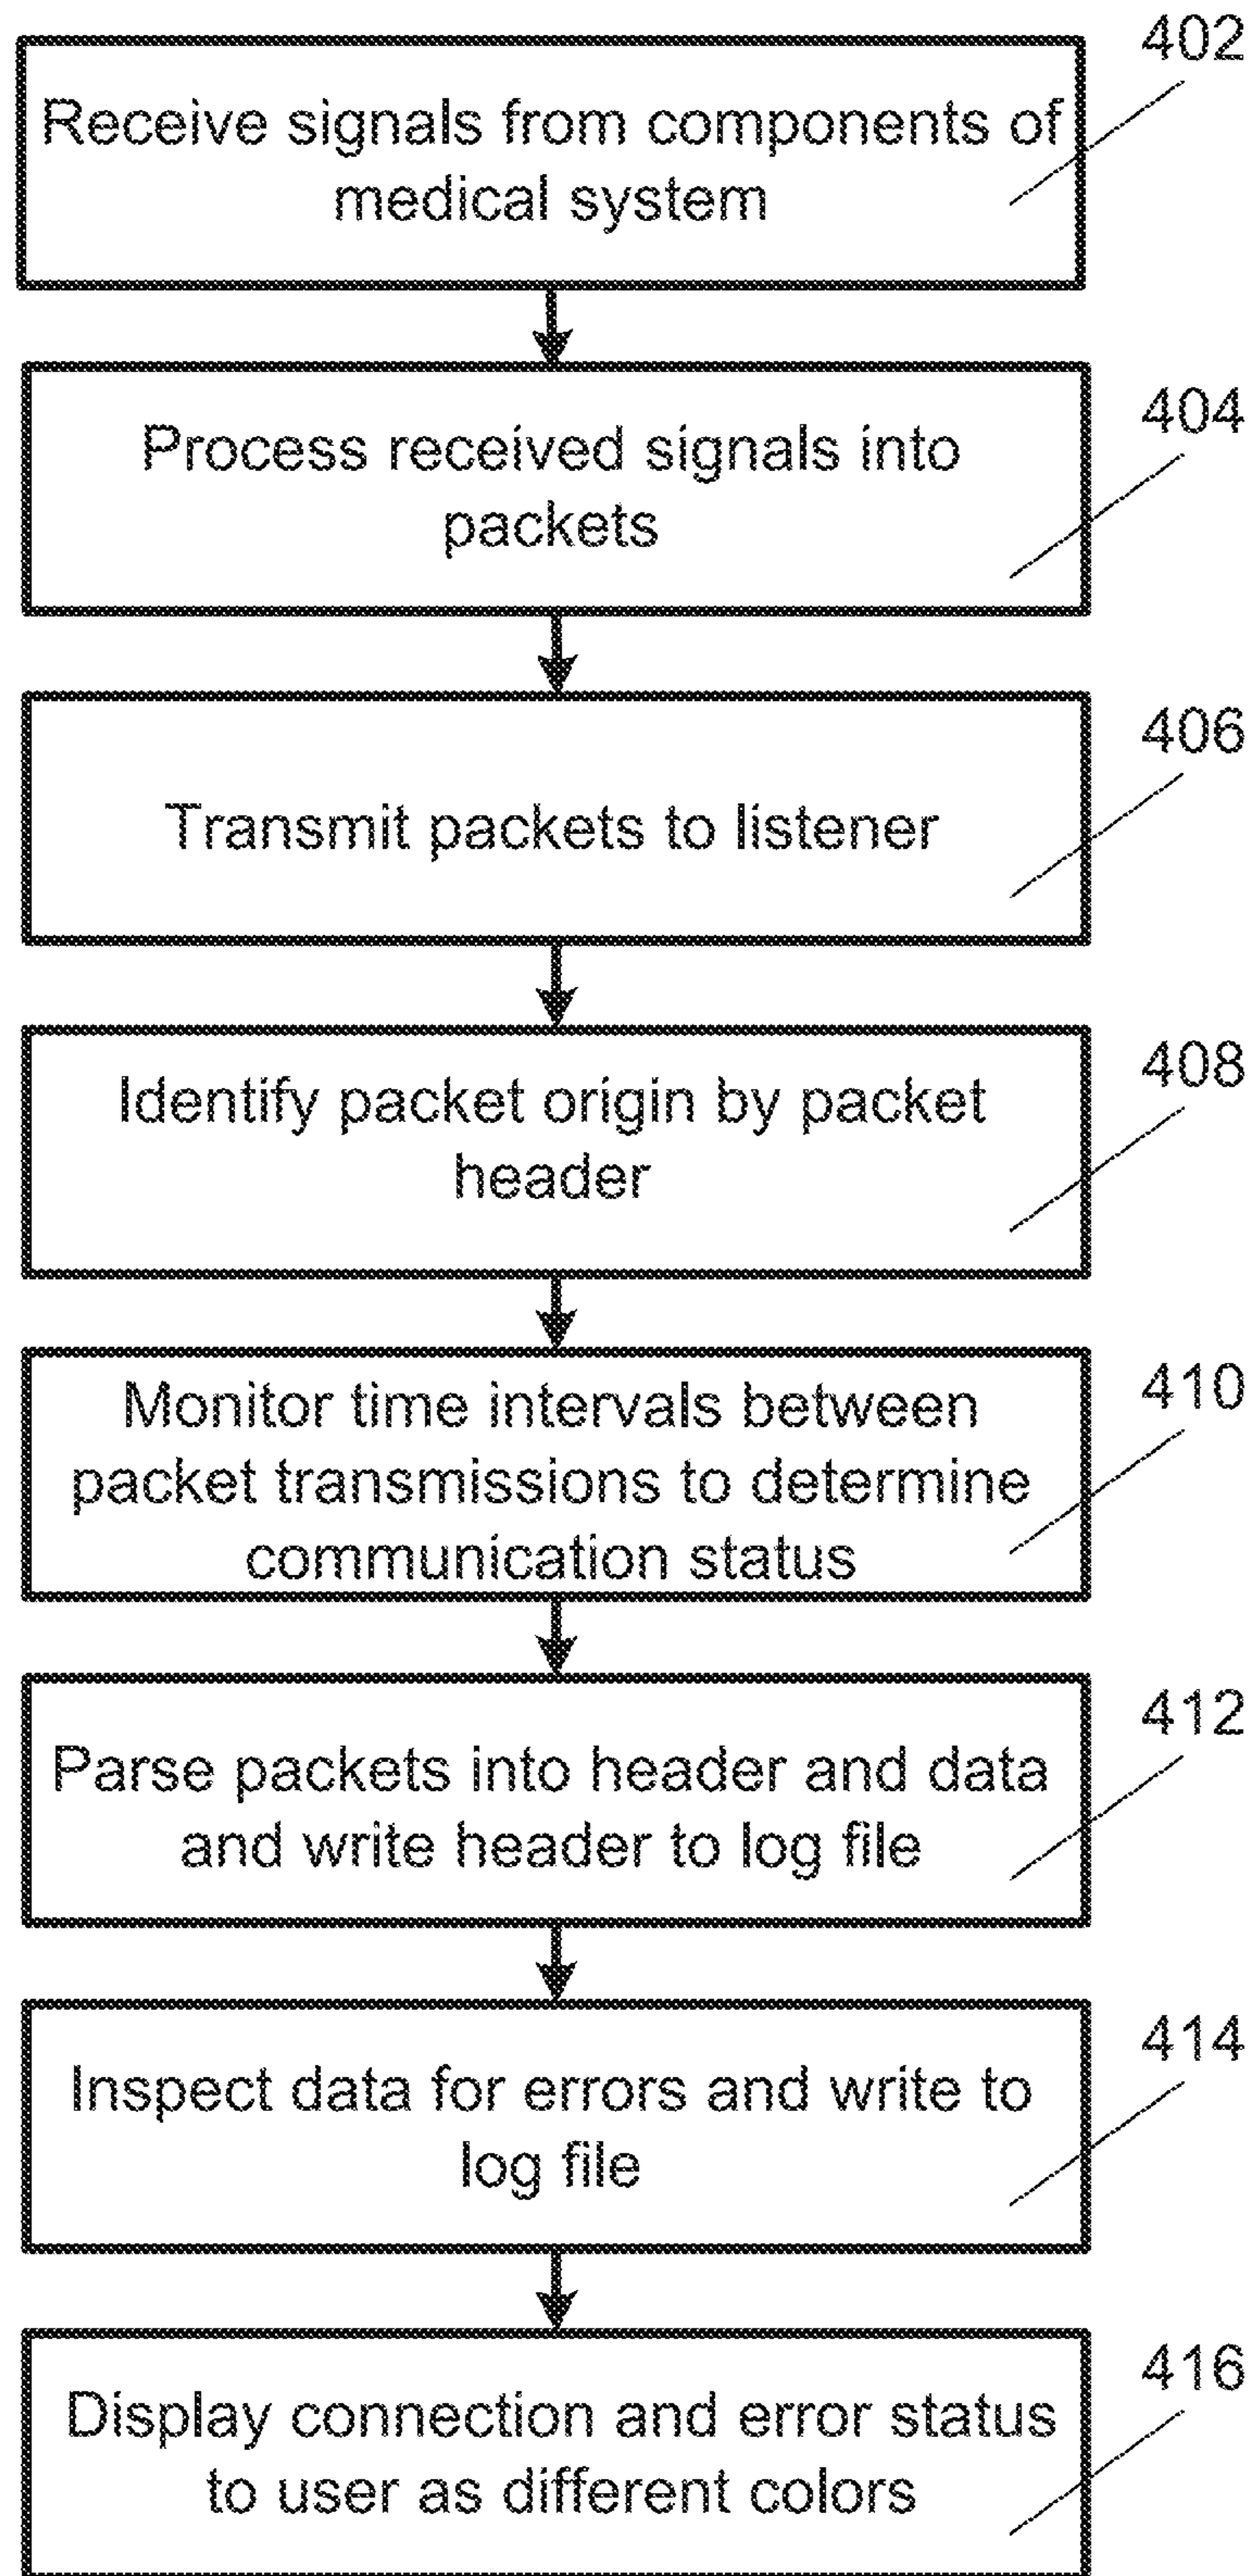 402
Receive signals from components of
medical system
404
Process received signals into
packets
406
Transmit packets to listener
408
Identify packet origin by packet
header
410
Monitor time intervals between
packet transmissions to determine
communication status
412
Parse packets into header and data
and write header to log file
414
Inspect data for errors and write to
log file
416
Display connection and error status
to user as different colors